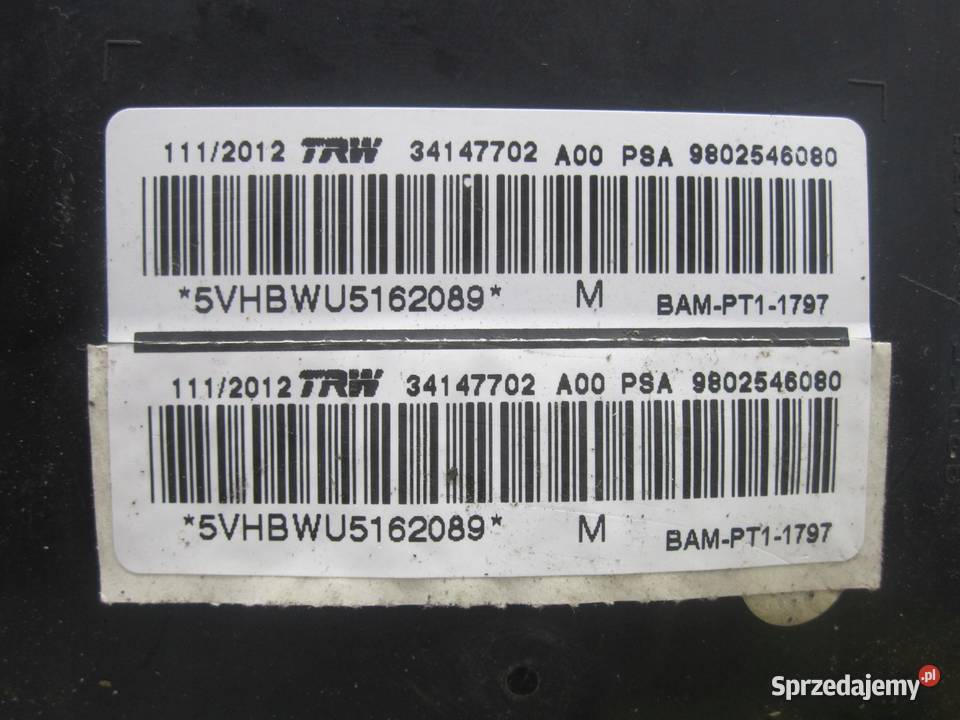 111/2012 TRW 34147702 A00 PSA 9802546080
*5VHBWU5162089* M BAM-PT1-1797
111/2012 TRW 34147702 A00 PSA 9802546080
*5VHBWU5162089* M BAM-PT1-1797
Sprzedajemy.pl